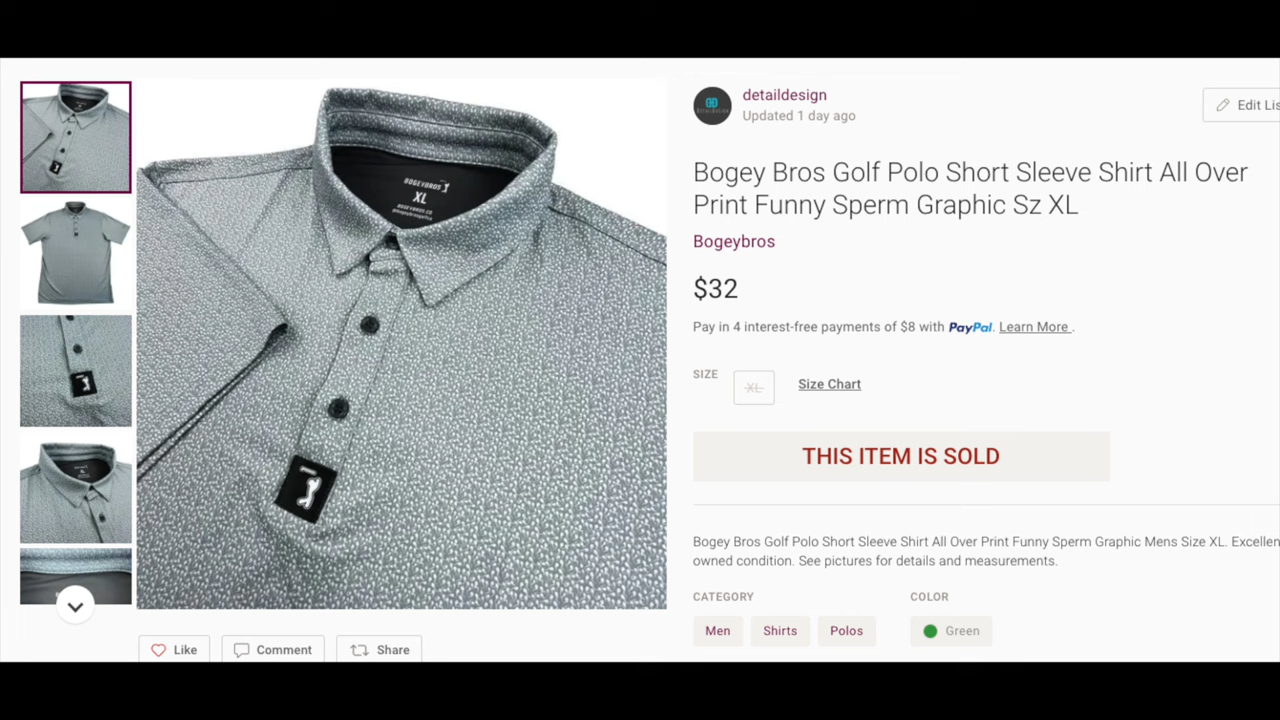 detaildesign
Updated 1 day ago
Edit Lis
Bogey Bros Golf Polo Short Sleeve Shirt All Over
Print Funny Sperm Graphic Sz XL
Bogeybros
$32
Pay in 4 interest-free payments of $8 with PayPal. Learn More .
SIZE
XL
Size Chart
THIS ITEM IS SOLD
Bogey Bros Golf Polo Short Sleeve Shirt All Over Print Funny Sperm Graphic Mens Size XL. Excellen
owned condition. See pictures for details and measurements.
CATEGORY
COLOR
Men
Shirts
Polos
Green
BOGEYBROS
XL
BOGEYBROS.CO
Like
Comment
Share